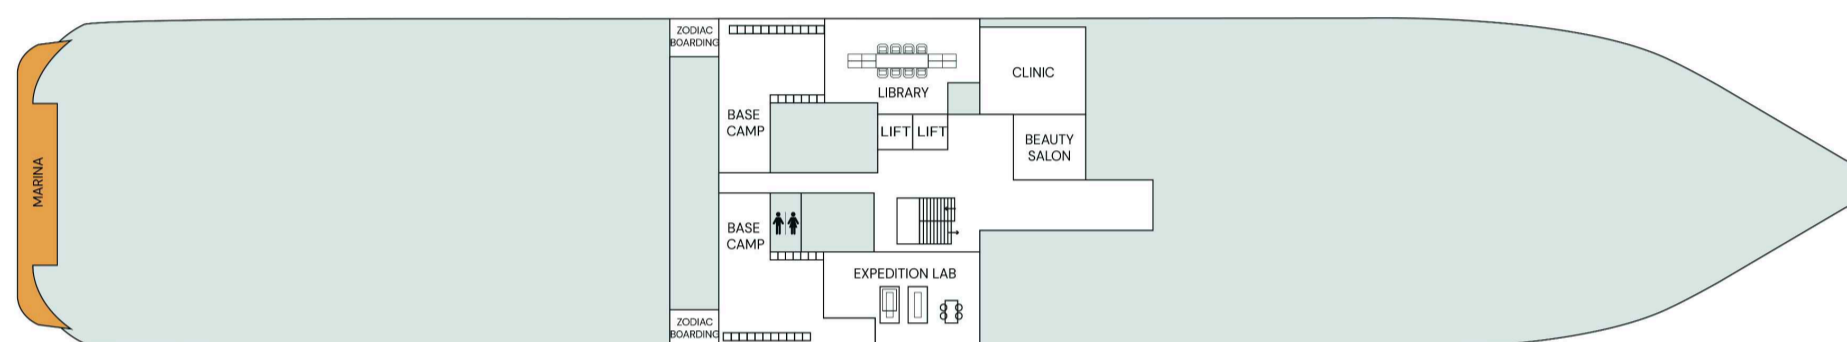 MARINA
ZODIAC
BOARDING
BASE
CAMP
LIBRARY
LIFT
LIFT
CLINIC
BEAUTY
SALON
BASE
CAMP
EXPEDITION LAB
ZODIAC
BOARDING